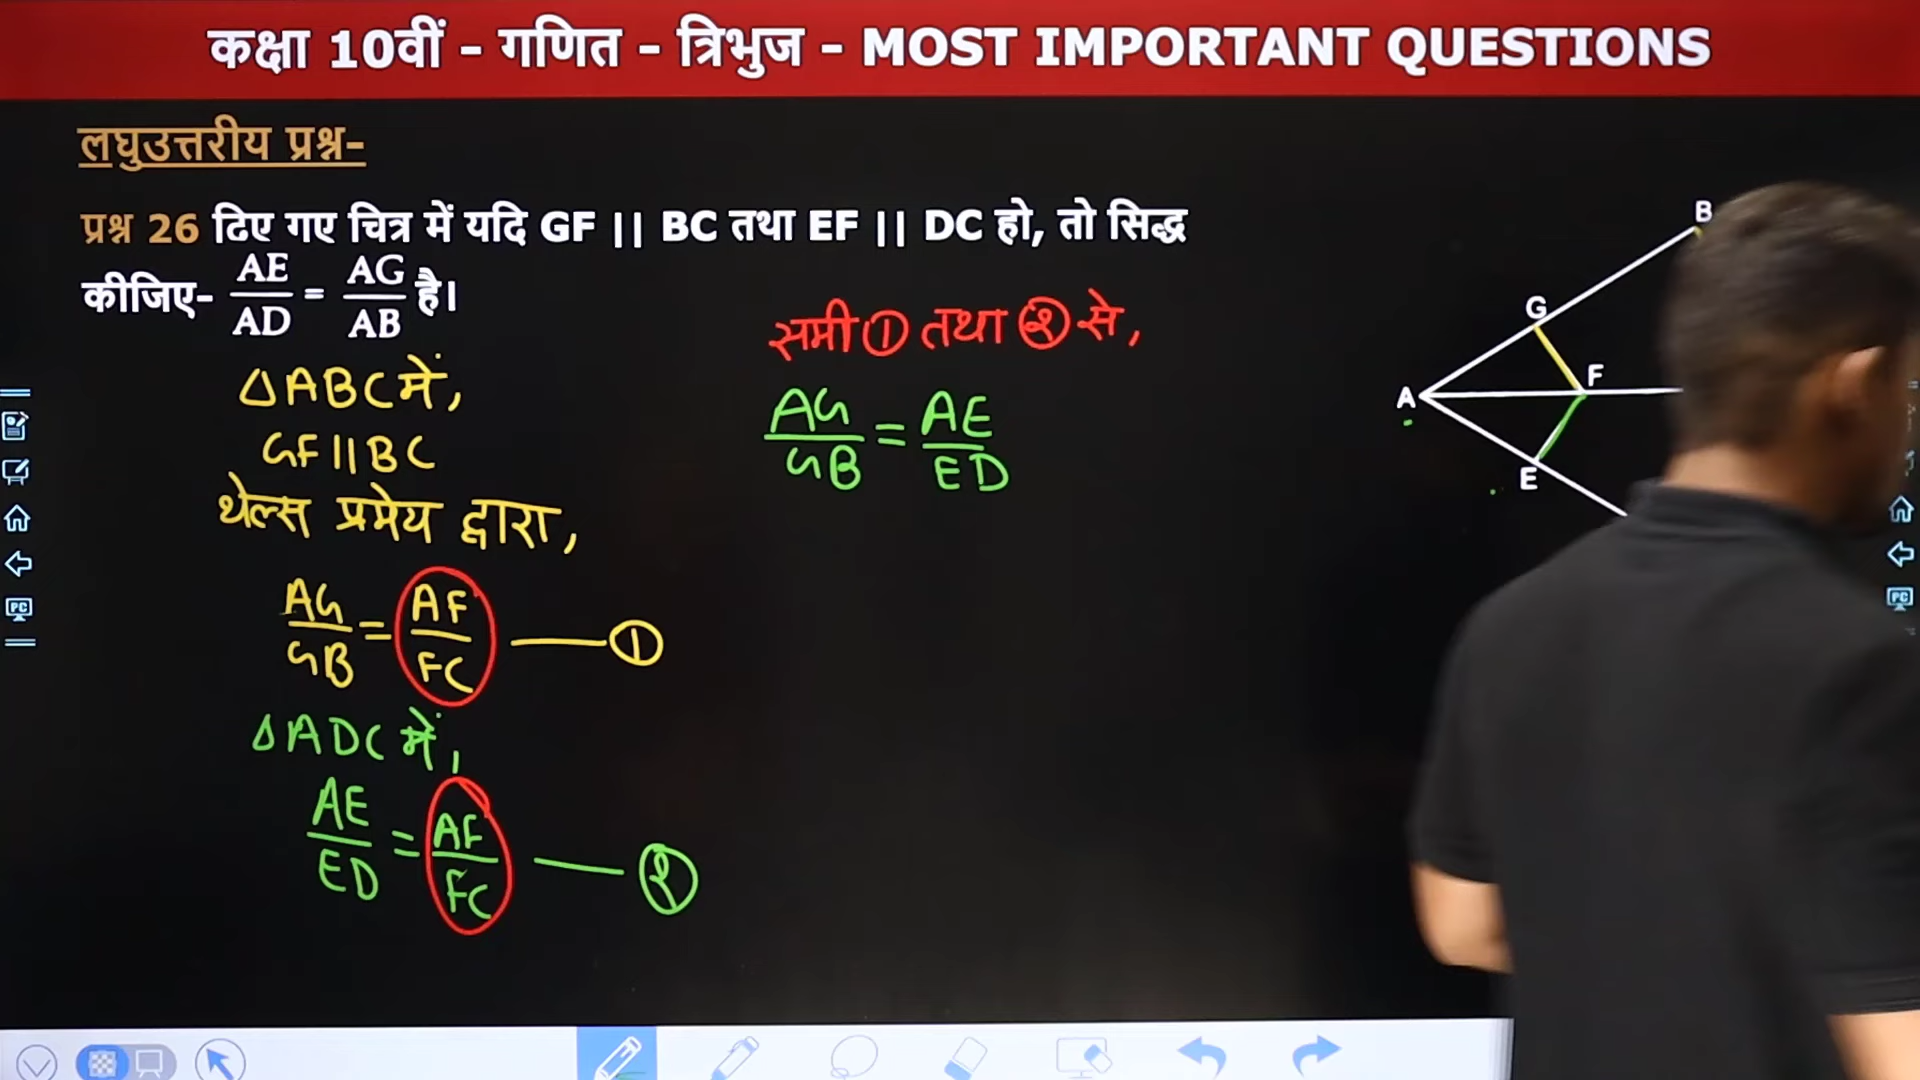 कक्षा 10वीं - गणित - त्रिभुज - MOST IMPORTANT QUESTIONS
लघुउत्तरीय प्रश्न-
प्रश्न 26 दिए गए चित्र में यदि GF || BC तथा EF || DC हो, तो सिद्ध
कीजिए- AE/AD = AG/AB है।
△ABC में,
GF||BC
थेल्स प्रमेय द्वारा,
AG/GB = AF/FC —— ①
△ADC में,
AE/ED = AF/FC —— ②
समी ① तथा ② से,
AG/GB = AE/ED
B
G
F
A
E
PC
PC